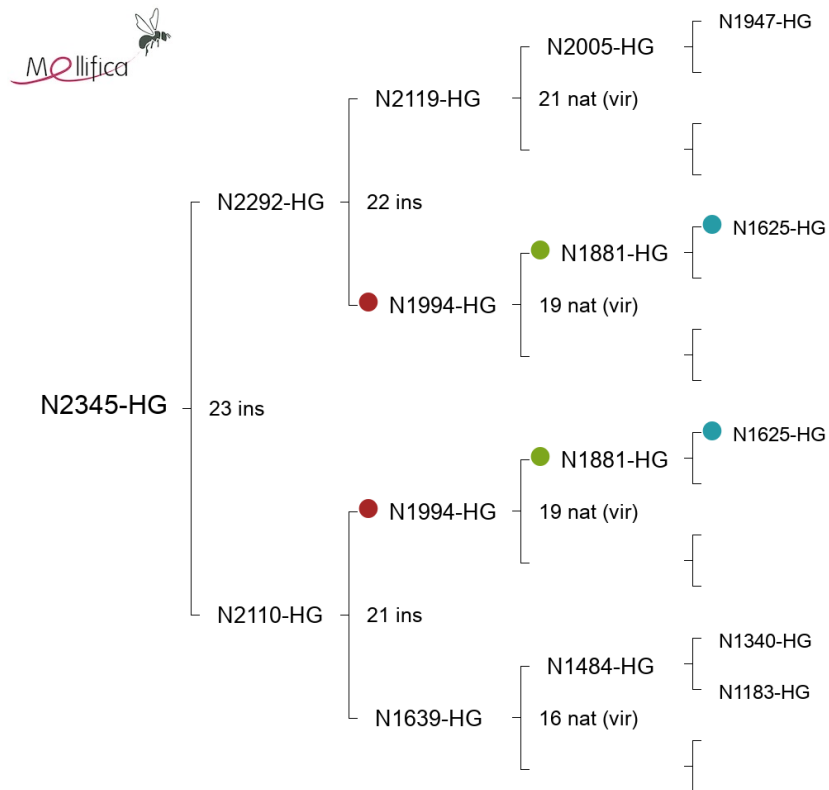 Mellifica
N1947-HG
N2005-HG
N2119-HG
21 nat (vir)
N2292-HG
22 ins
N1625-HG
N1881-HG
N1994-HG
19 nat (vir)
N2345-HG
23 ins
N1625-HG
N1881-HG
N1994-HG
19 nat (vir)
N2110-HG
21 ins
N1340-HG
N1484-HG
N1183-HG
N1639-HG
16 nat (vir)